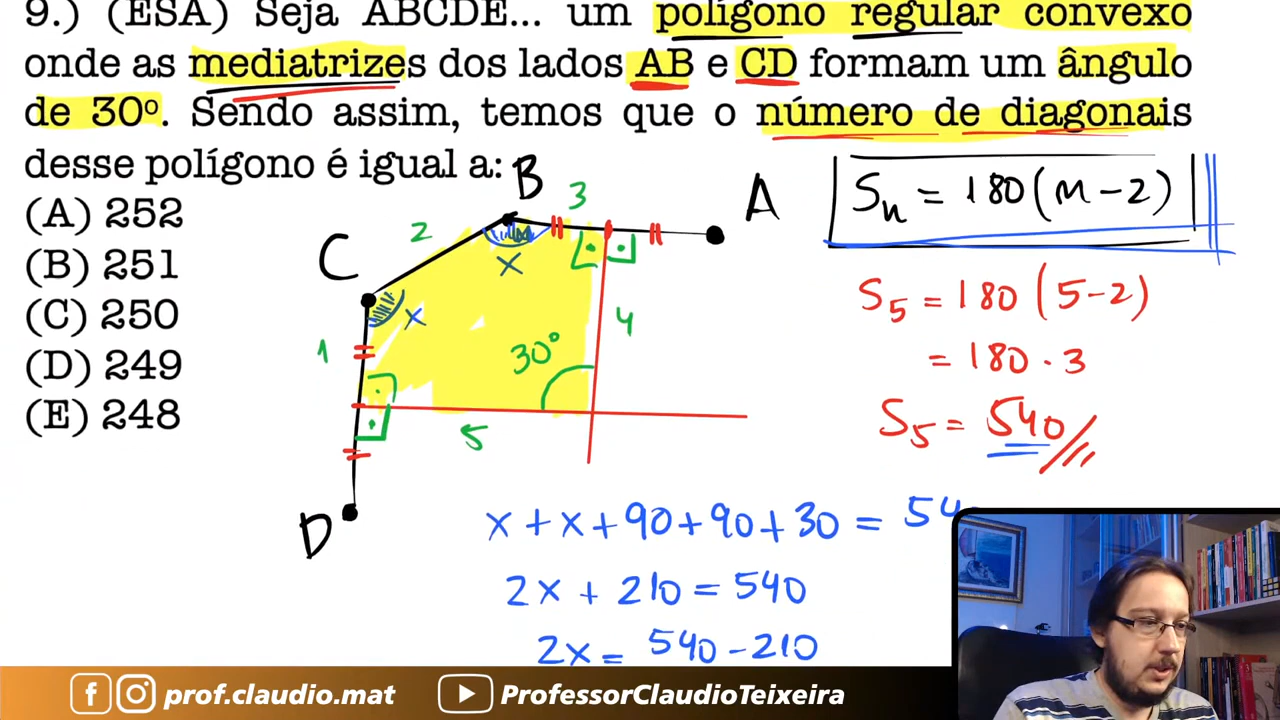 9.) (ESA) Seja ABCDE... um polígono regular convexo
onde as mediatrizes dos lados AB e CD formam um ângulo
de 30º. Sendo assim, temos que o número de diagonais
desse polígono é igual a:
(A) 252
(B) 251
(C) 250
(D) 249
(E) 248
B
3
A
2
C
x
x
1
4
30°
5
D
Sn = 180(n-2)
S5 = 180(5-2)
= 180 · 3
S5 = 540
x + x + 90 + 90 + 30 = 54
2x + 210 = 540
2x = 540 - 210
prof.claudio.mat
ProfessorClaudioTeixeira